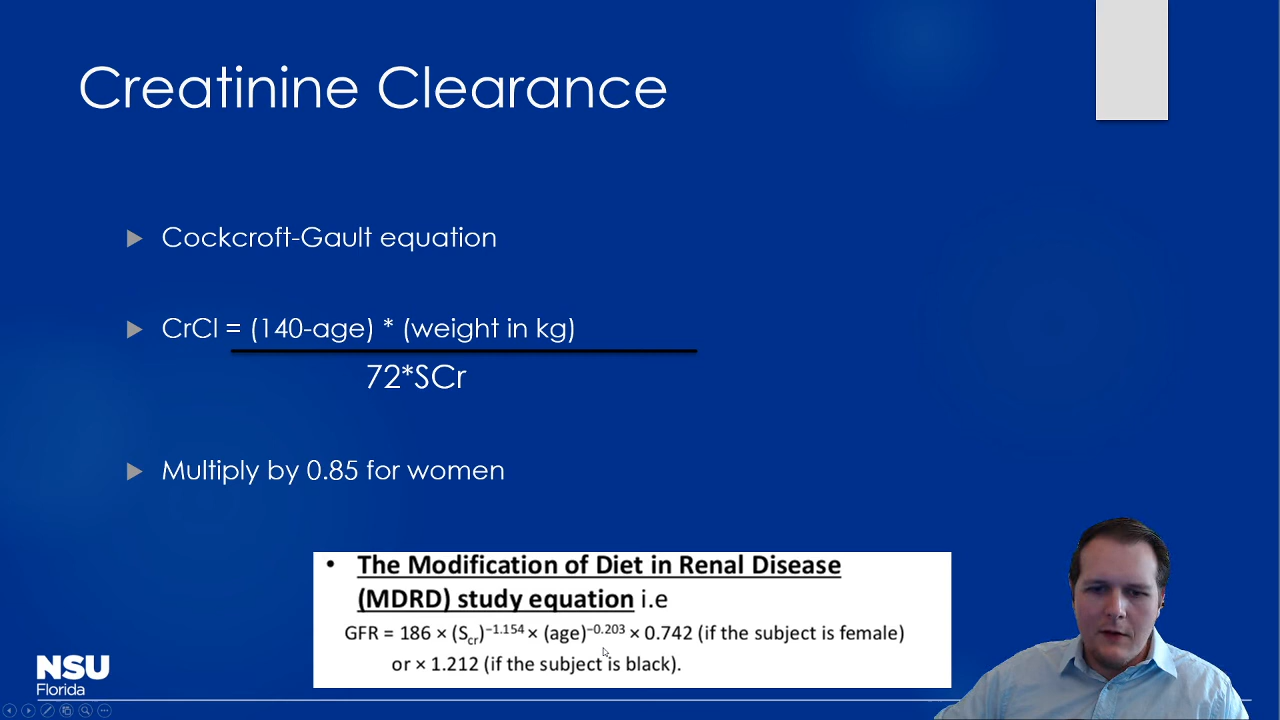 Creatinine Clearance
Cockcroft-Gault equation
CrCl = (140-age) * (weight in kg)
72*SCr
Multiply by 0.85 for women
• The Modification of Diet in Renal Disease
(MDRD) study equation i.e
GFR = 186 × (Scr)−1.154 × (age)−0.203 × 0.742 (if the subject is female)
or × 1.212 (if the subject is black).
NSU
Florida